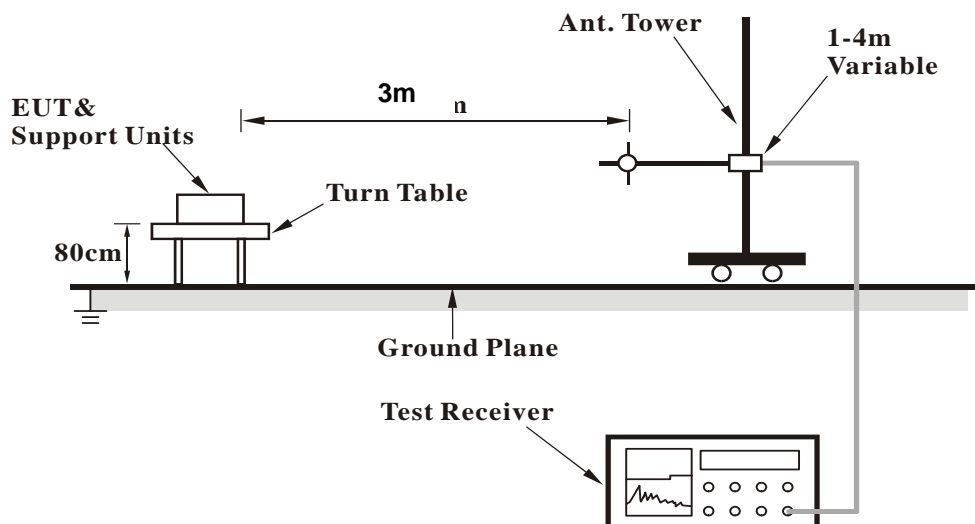 Ant. Tower
1-4m
Variable
3m
n
EUT&
Support Units
Turn Table
80cm
Ground Plane
Test Receiver